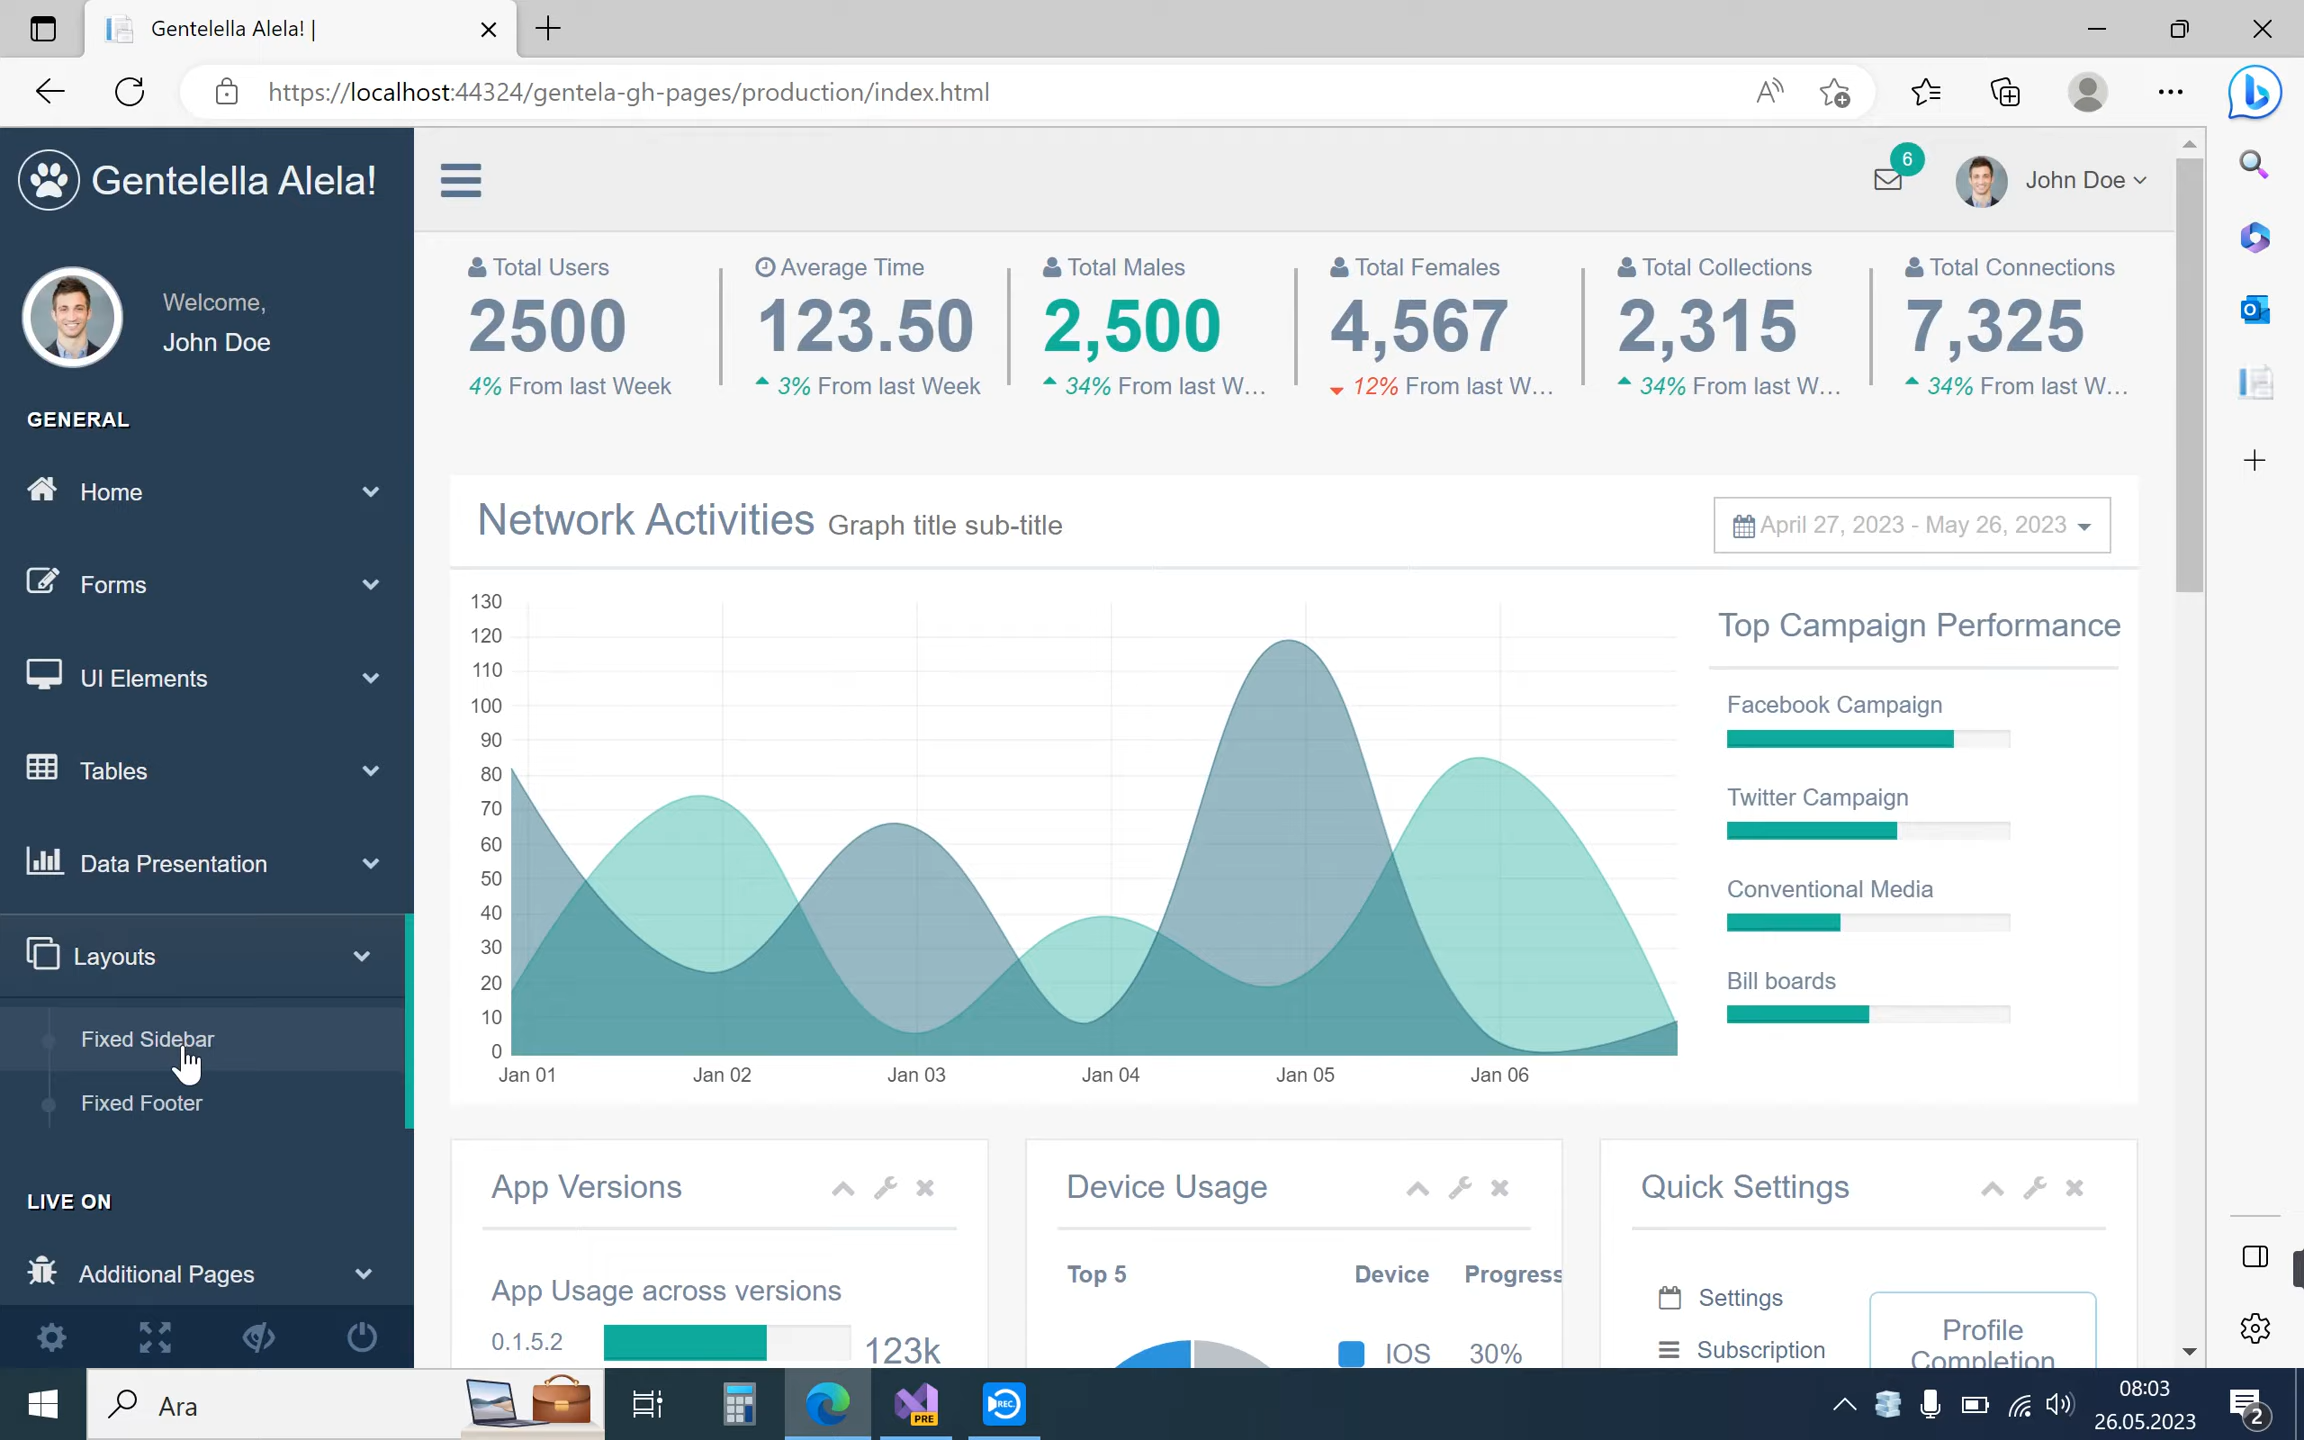 Gentelella Alela! |
https://localhost:44324/gentela-gh-pages/production/index.html
Gentelella Alela!
Welcome,
John Doe
GENERAL
Home
Forms
UI Elements
Tables
Data Presentation
Layouts
Fixed Sidebar
Fixed Footer
LIVE ON
Additional Pages
6
John Doe
Total Users
2500
4% From last Week
Average Time
123.50
3% From last Week
Total Males
2,500
34% From last W...
Total Females
4,567
12% From last W...
Total Collections
2,315
34% From last W...
Total Connections
7,325
34% From last W...
Network Activities Graph title sub-title
April 27, 2023 - May 26, 2023
130
120
110
100
90
80
70
60
50
40
30
20
10
0
Jan 01
Jan 02
Jan 03
Jan 04
Jan 05
Jan 06
Top Campaign Performance
Facebook Campaign
Twitter Campaign
Conventional Media
Bill boards
App Versions
App Usage across versions
0.1.5.2
123k
Device Usage
Top 5
Device
Progress
IOS
30%
Quick Settings
Settings
Subscription
Profile
Completion
Ara
PRE
REC
08:03
26.05.2023
2